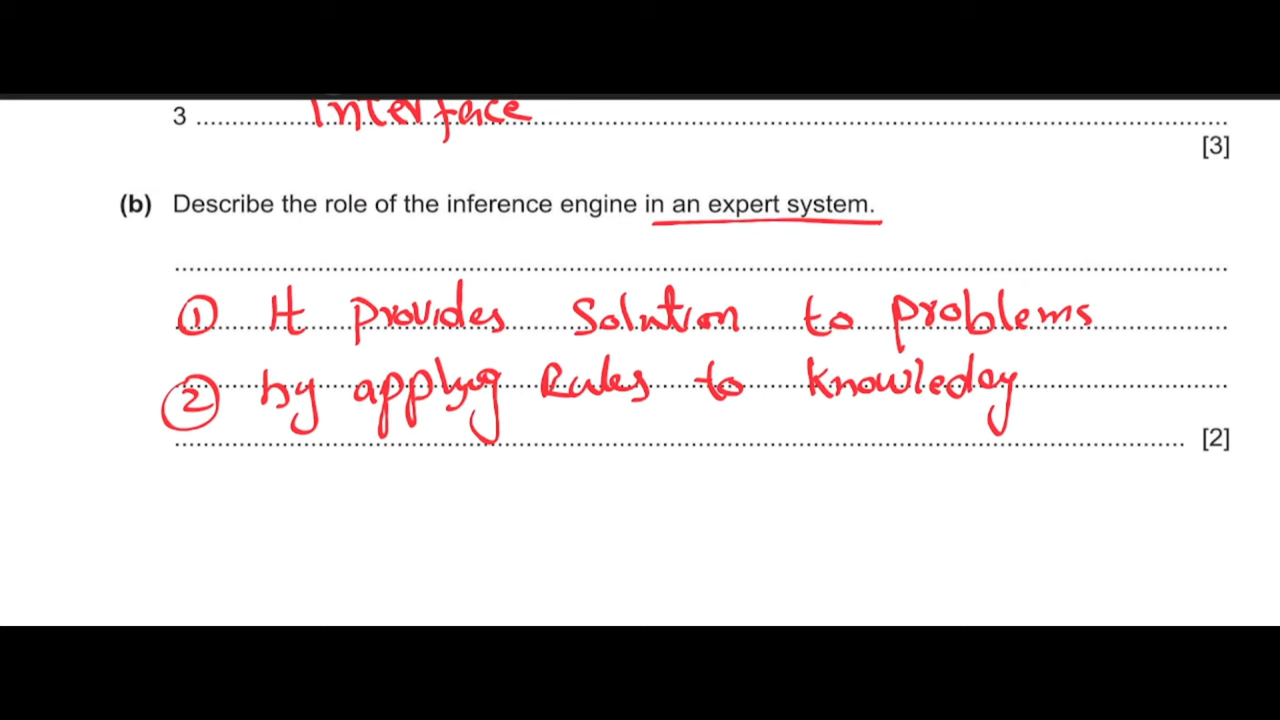 3 Interface
[3]
(b) Describe the role of the inference engine in an expert system.
① It provides Solution to problems
② by applying Rules to knowledgy
[2]